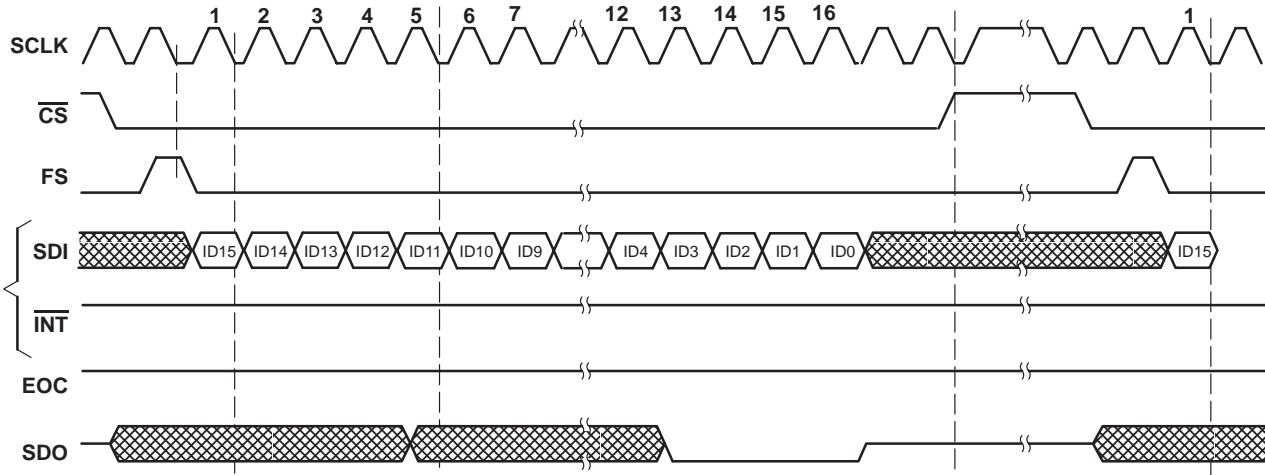 1 2 3 4 5 6 7 12 13 14 15 16 1
SCLK
CS
FS
SDI ID15 ID14 ID13 ID12 ID11 ID10 ID9 ID4 ID3 ID2 ID1 ID0 ID15
INT
EOC
SDO